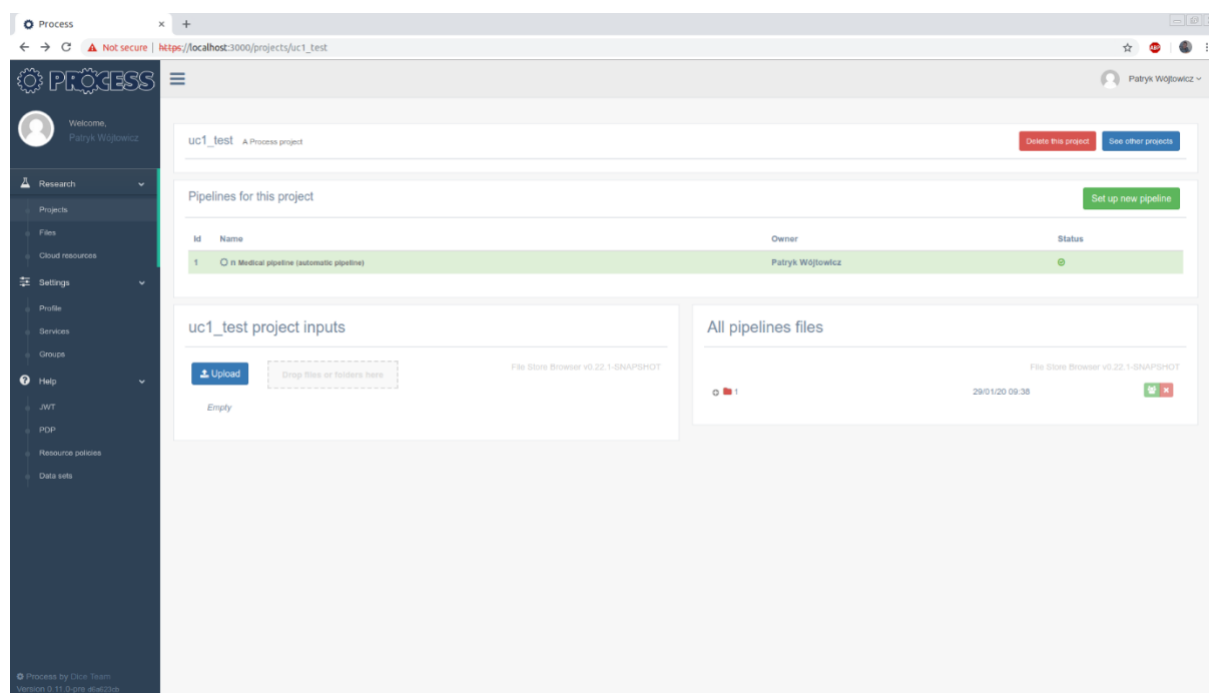 Process
Not secure | https://localhost:3000/projects/uc1_test
PROCESS
Patryk Wójtowicz
Welcome,
Patryk Wójtowicz
uc1_test A Process project
Delete this project
See other projects
Research
Projects
Files
Cloud resources
Settings
Profile
Services
Groups
Help
JWT
PDP
Resource policies
Data sets
Pipelines for this project
Set up new pipeline
Id Name Owner Status
1 n Medical pipeline (automatic pipeline) Patryk Wójtowicz
uc1_test project inputs
Upload
Drop files or folders here
File Store Browser v0.22.1-SNAPSHOT
Empty
All pipelines files
File Store Browser v0.22.1-SNAPSHOT
1 29/01/20 09:38
Process by Dice Team
Version 0.11.0-pre